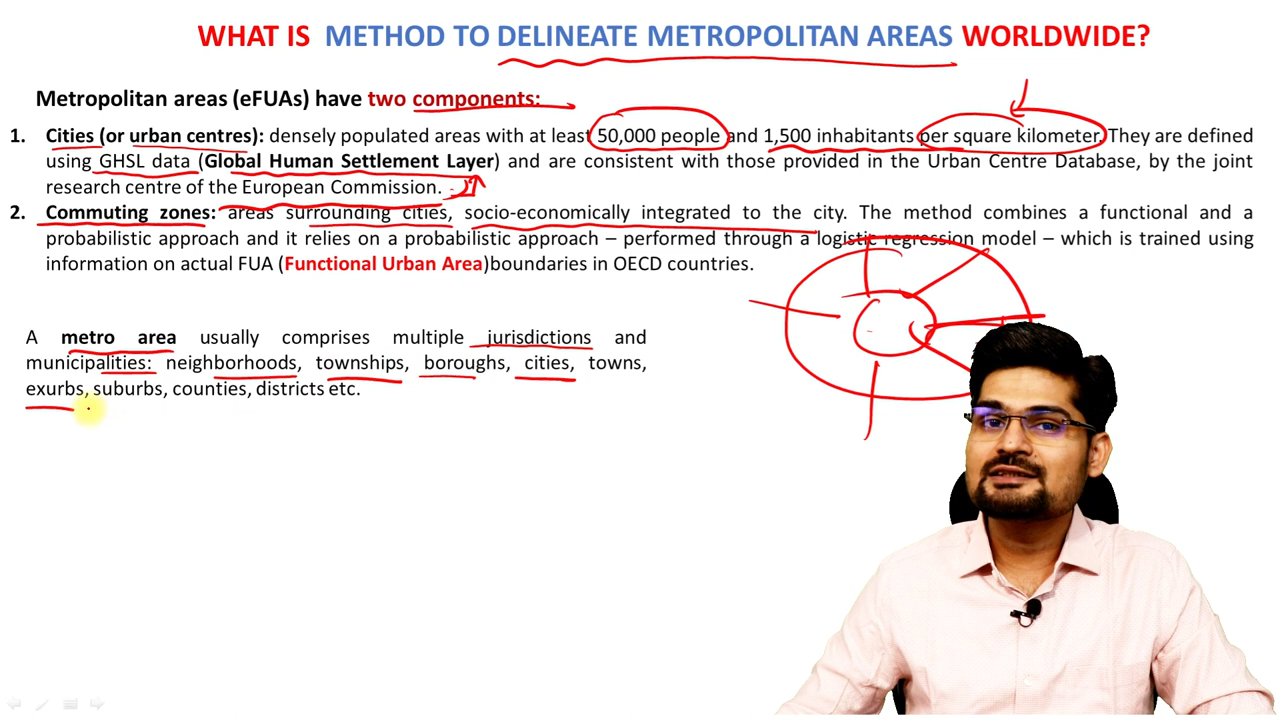 WHAT IS METHOD TO DELINEATE METROPOLITAN AREAS WORLDWIDE?
Metropolitan areas (eFUAs) have two components:
1. Cities (or urban centres): densely populated areas with at least 50,000 people and 1,500 inhabitants per square kilometer. They are defined
using GHSL data (Global Human Settlement Layer) and are consistent with those provided in the Urban Centre Database, by the joint
research centre of the European Commission.
2. Commuting zones: areas surrounding cities, socio-economically integrated to the city. The method combines a functional and a
probabilistic approach and it relies on a probabilistic approach – performed through a logistic regression model – which is trained using
information on actual FUA (Functional Urban Area)boundaries in OECD countries.
A metro area usually comprises multiple jurisdictions and
municipalities: neighborhoods, townships, boroughs, cities, towns,
exurbs, suburbs, counties, districts etc.